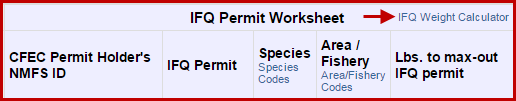 IFQ Permit Worksheet
IFQ Weight Calculator
CFEC Permit Holder's
NMFS ID
IFQ Permit
Species
Species
Codes
Area /
Fishery
Area/Fishery
Codes
Lbs. to max-out
IFQ permit